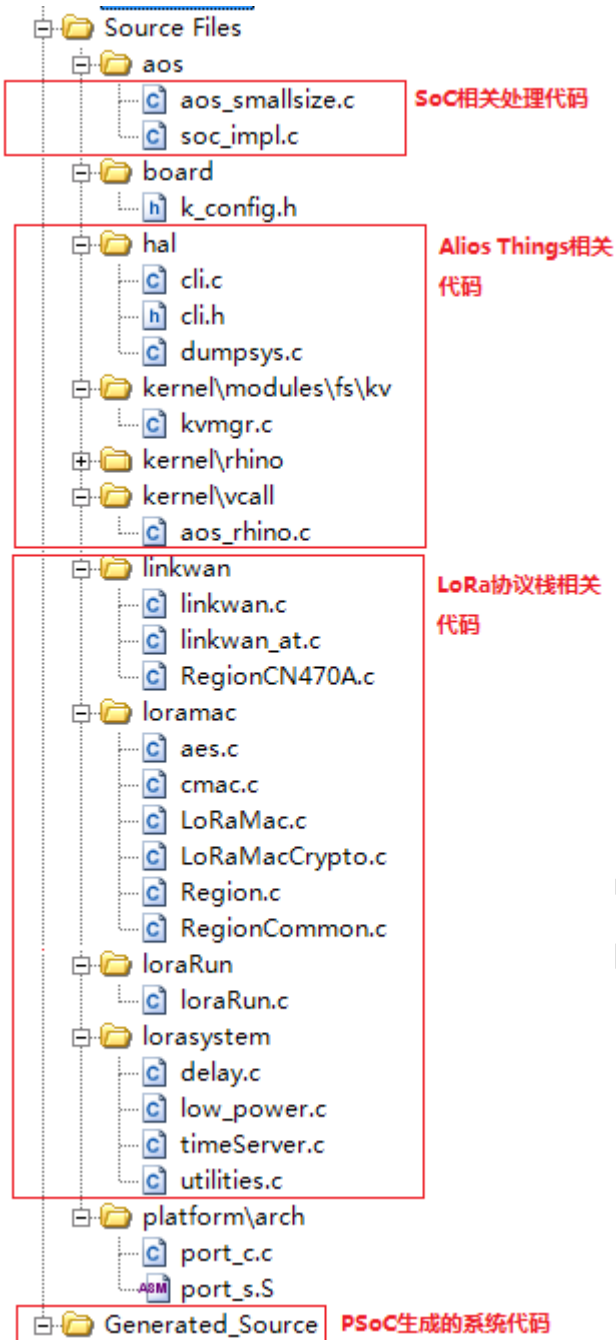 Source Files
aos
aos_smallsize.c
SoC相关处理代码
soc_impl.c
board
k_config.h
hal
Alios Things相关
cli.c
代码
cli.h
dumpsys.c
kernel\modules\fs\kv
kvmgr.c
kernel\rhino
kernel\vcall
aos_rhino.c
linkwan
LoRa协议栈相关
linkwan.c
代码
linkwan_at.c
RegionCN470A.c
loramac
aes.c
cmac.c
LoRaMac.c
LoRaMacCrypto.c
Region.c
RegionCommon.c
loraRun
loraRun.c
lorasystem
delay.c
low_power.c
timeServer.c
utilities.c
platform\arch
port_c.c
port_s.S
Generated_Source PSoC生成的系统代码